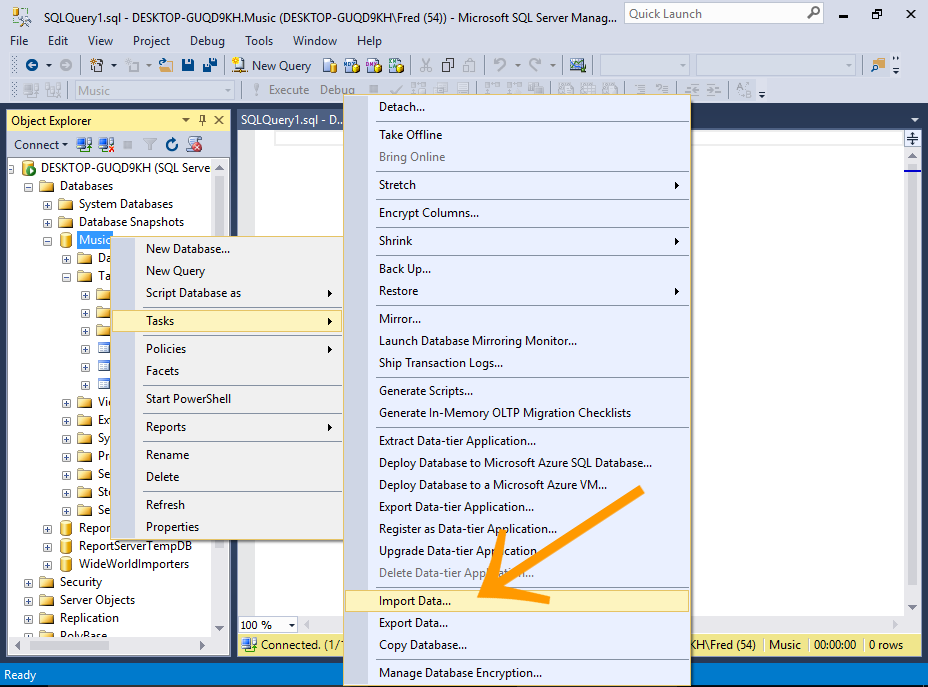 SQLQuery1.sql - DESKTOP-GUQD9KH.Music (DESKTOP-GUQD9KH\Fred (54)) - Microsoft SQL Server Manag...
Quick Launch
File Edit View Project Debug Tools Window Help
New Query
Music
Execute Debug
Object Explorer
SQLQuery1.sql - D...
Connect
DESKTOP-GUQD9KH (SQL Serve
Databases
System Databases
Database Snapshots
Music
Da
Ta
Vi
Ex
Sy
Pr
Se
Sto
Se
Repor
ReportServerTempDB
WideWorldImporters
Security
Server Objects
Replication
PolyBase
New Database...
New Query
Script Database as
Tasks
Policies
Facets
Start PowerShell
Reports
Rename
Delete
Refresh
Properties
Detach...
Take Offline
Bring Online
Stretch
Encrypt Columns...
Shrink
Back Up...
Restore
Mirror...
Launch Database Mirroring Monitor...
Ship Transaction Logs...
Generate Scripts...
Generate In-Memory OLTP Migration Checklists
Extract Data-tier Application...
Deploy Database to Microsoft Azure SQL Database...
Deploy Database to a Microsoft Azure VM...
Export Data-tier Application...
Register as Data-tier Application...
Upgrade Data-tier Application...
Delete Data-tier Application...
Import Data...
Export Data...
Copy Database...
Manage Database Encryption...
100 %
Connected. (1/1
KH\Fred (54) Music 00:00:00 0 rows
Ready